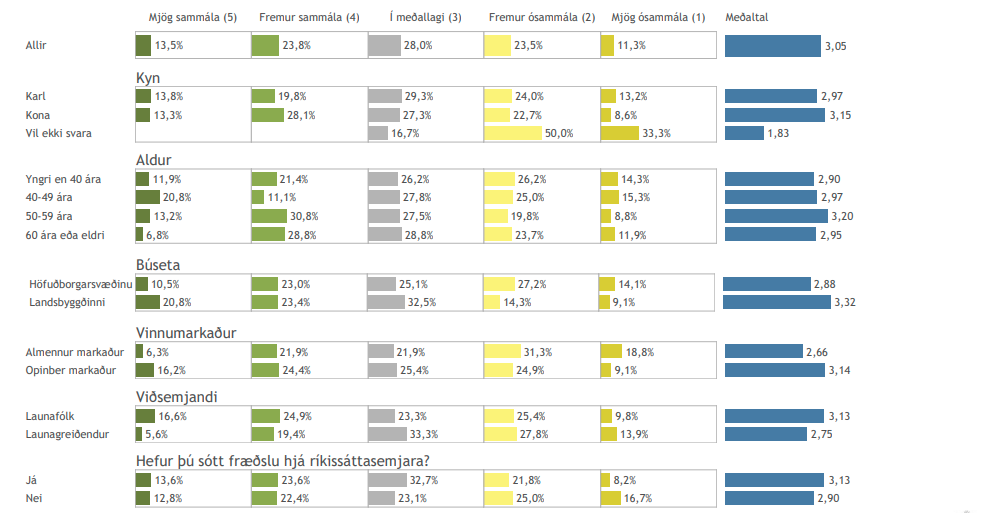 Mjög sammála (5) Fremur sammála (4) Í meðallagi (3) Fremur ósammála (2) Mjög ósammála (1) Meðaltal
Allir 13,5% 23,8% 28,0% 23,5% 11,3% 3,05
Kyn
Karl 13,8% 19,8% 29,3% 24,0% 13,2% 2,97
Kona 13,3% 28,1% 27,3% 22,7% 8,6% 3,15
Vil ekki svara 16,7% 50,0% 33,3% 1,83
Aldur
Yngri en 40 ára 11,9% 21,4% 26,2% 26,2% 14,3% 2,90
40-49 ára 20,8% 11,1% 27,8% 25,0% 15,3% 2,97
50-59 ára 13,2% 30,8% 27,5% 19,8% 8,8% 3,20
60 ára eða eldri 6,8% 28,8% 28,8% 23,7% 11,9% 2,95
Búseta
Höfuðborgarsvæðinu 10,5% 23,0% 25,1% 27,2% 14,1% 2,88
Landsbyggðinni 20,8% 23,4% 32,5% 14,3% 9,1% 3,32
Vinnumarkaður
Almennur markaður 6,3% 21,9% 21,9% 31,3% 18,8% 2,66
Opinber markaður 16,2% 24,4% 25,4% 24,9% 9,1% 3,14
Viðsemjandi
Launafólk 16,6% 24,9% 23,3% 25,4% 9,8% 3,13
Launagreiðendur 5,6% 19,4% 33,3% 27,8% 13,9% 2,75
Hefur þú sótt fræðslu hjá ríkissáttasemjara?
Já 13,6% 23,6% 32,7% 21,8% 8,2% 3,13
Nei 12,8% 22,4% 23,1% 25,0% 16,7% 2,90